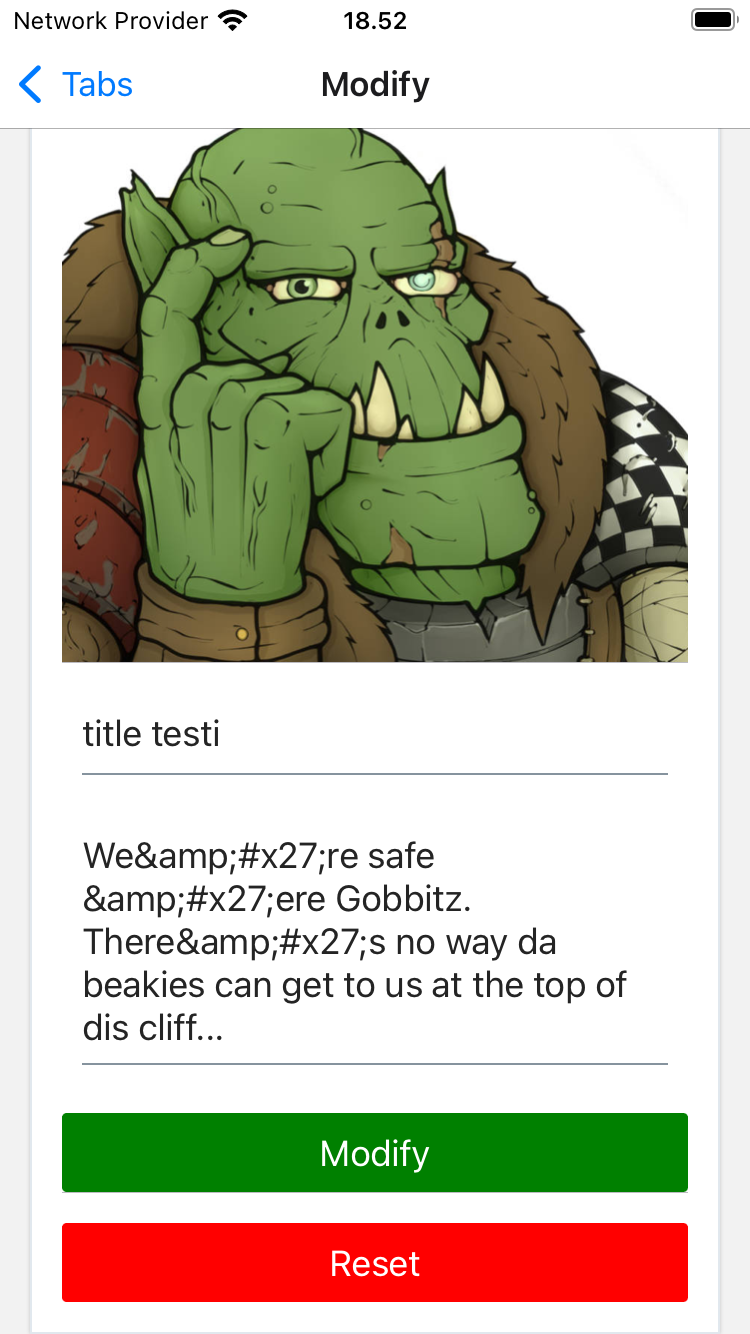 Network Provider 18.52
Tabs Modify
title testi
We&amp;#x27;re safe
&amp;#x27;ere Gobbitz.
There&amp;#x27;s no way da
beakies can get to us at the top of
dis cliff...
Modify
Reset